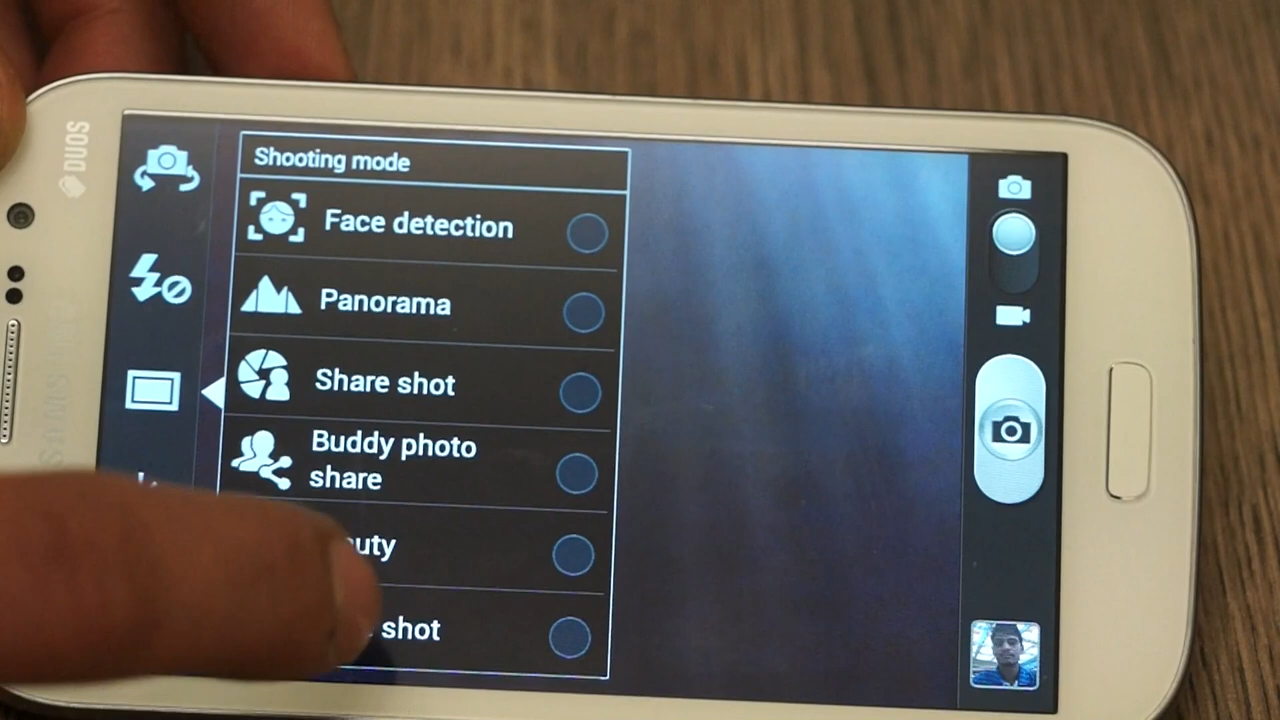 DUOS
Shooting mode
Face detection
Panorama
Share shot
Buddy photo
share
shot